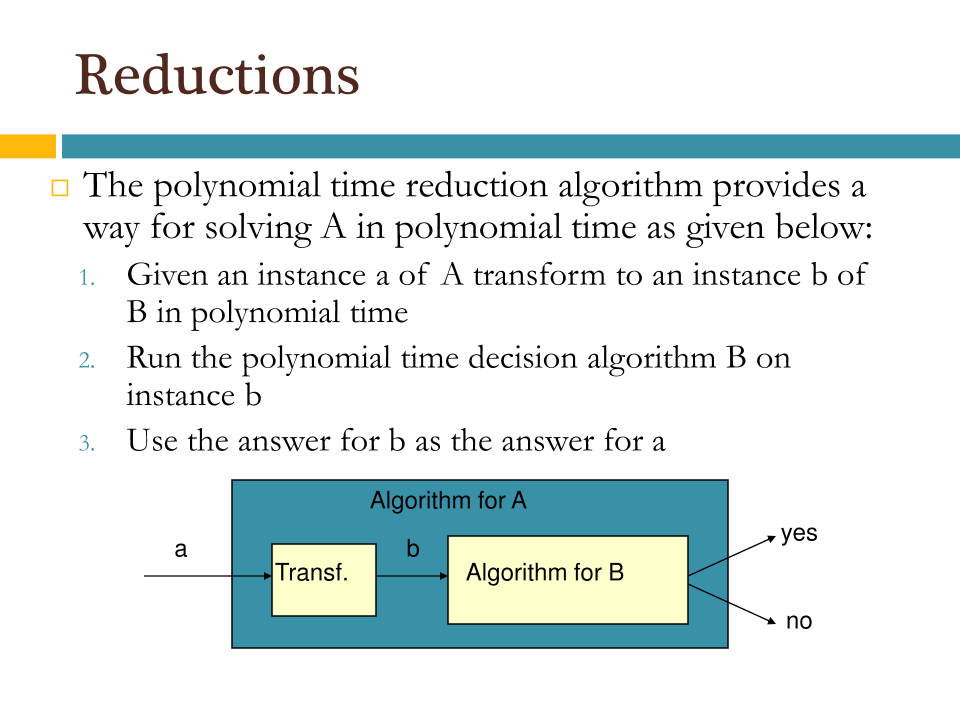 Reductions
The polynomial time reduction algorithm provides a
way for solving A in polynomial time as given below:
1. Given an instance a of A transform to an instance b of
B in polynomial time
2. Run the polynomial time decision algorithm B on
instance b
3. Use the answer for b as the answer for a
Algorithm for A
a
b
yes
Transf.
Algorithm for B
no